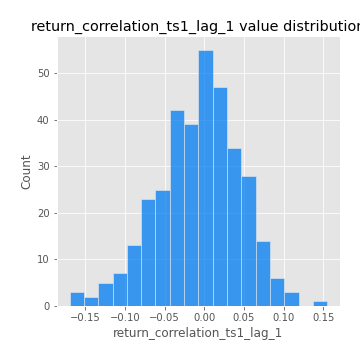 return_correlation_ts1_lag_1 value distribution
Count
50
40
30
20
10
0
−0.15 −0.10 −0.05 0.00 0.05 0.10 0.15
return_correlation_ts1_lag_1